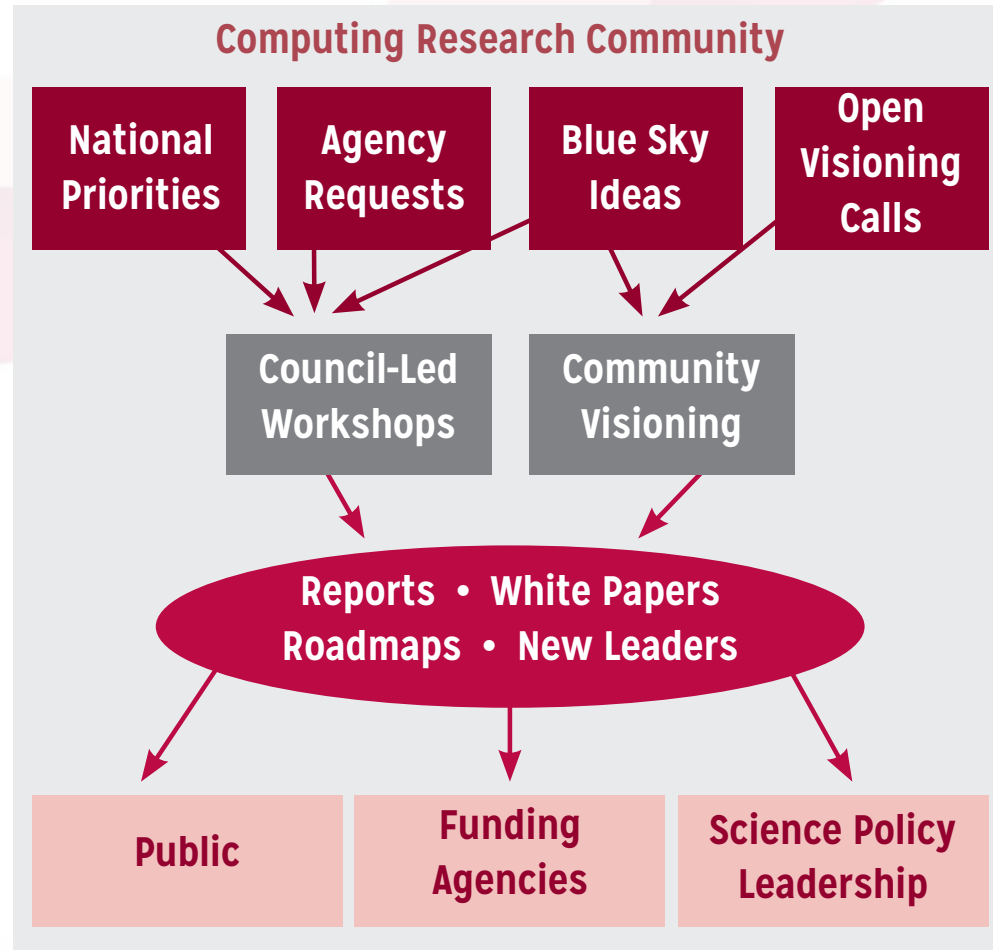 Computing Research Community
National
Priorities
Agency
Requests
Blue Sky
Ideas
Open
Visioning
Calls
Council-Led
Workshops
Community
Visioning
Reports • White Papers
Roadmaps • New Leaders
Public
Funding
Agencies
Science Policy
Leadership